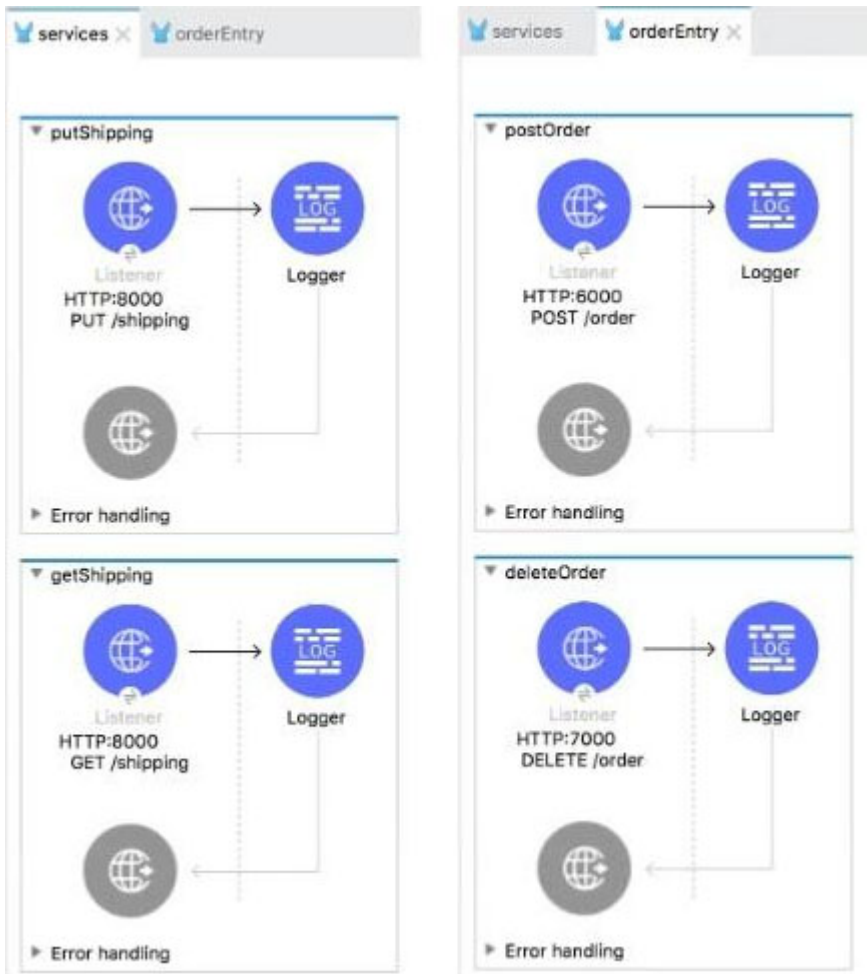 services
orderEntry
putShipping
LOG
Listener
Logger
HTTP:8000
PUT /shipping
Error handling
getShipping
LOG
Listener
Logger
HTTP:8000
GET /shipping
Error handling
services
orderEntry
postOrder
LOG
Listener
Logger
HTTP:6000
POST /order
Error handling
deleteOrder
LOG
Listener
Logger
HTTP:7000
DELETE /order
Error handling